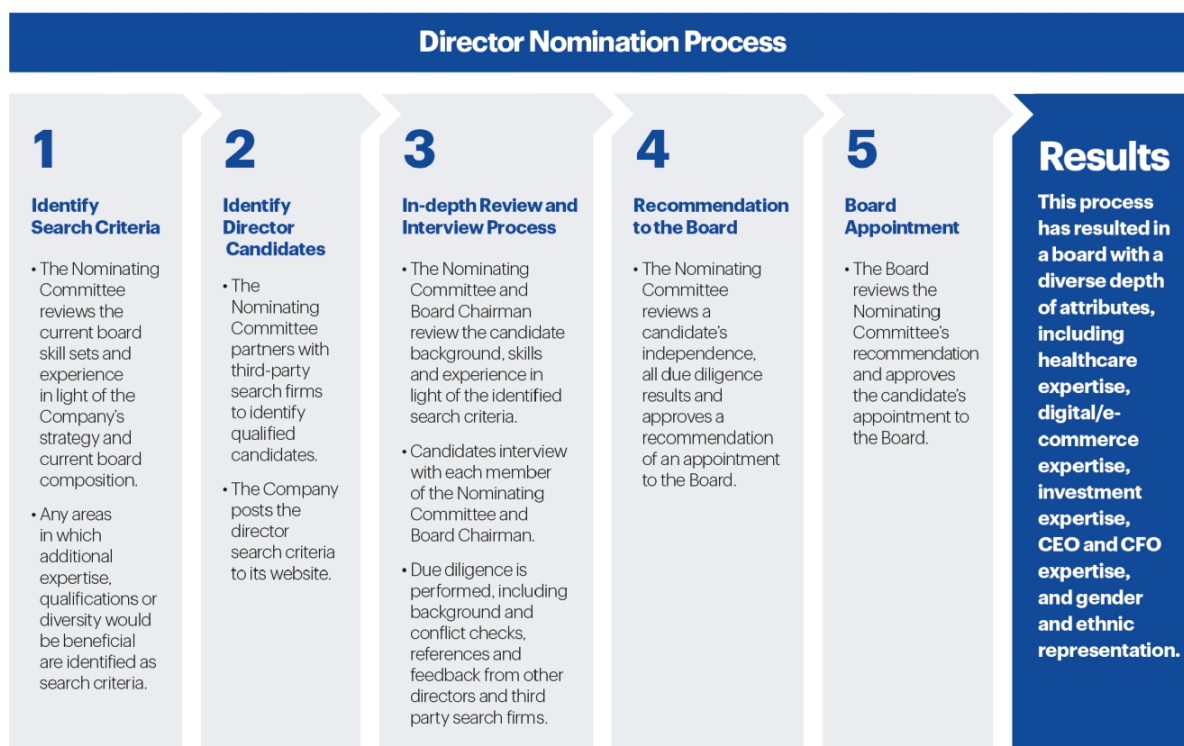 Director Nomination Process
1
Identify
Search Criteria
• The Nominating
Committee
reviews the
current board
skill sets and
experience
in light of the
Company's
strategy and
current board
composition.
• Any areas
in which
additional
expertise,
qualifications or
diversity would
be beneficial
are identified as
search criteria.
2
Identify
Director
Candidates
• The
Nominating
Committee
partners with
third-party
search firms
to identify
qualified
candidates.
• The Company
posts the
director
search criteria
to its website.
3
In-depth Review and
Interview Process
• The Nominating
Committee and
Board Chairman
review the candidate
background, skills
and experience in
light of the identified
search criteria.
• Candidates interview
with each member
of the Nominating
Committee and
Board Chairman.
• Due diligence is
performed, including
background and
conflict checks,
references and
feedback from other
directors and third
party search firms.
4
Recommendation
to the Board
• The Nominating
Committee
reviews a
candidate's
independence,
all due diligence
results and
approves a
recommendation
of an appointment
to the Board.
5
Board
Appointment
• The Board
reviews the
Nominating
Committee's
recommendation
and approves
the candidate's
appointment to
the Board.
Results
This process
has resulted in
a board with a
diverse depth
of attributes,
including
healthcare
expertise,
digital/e-
commerce
expertise,
investment
expertise,
CEO and CFO
expertise,
and gender
and ethnic
representation.